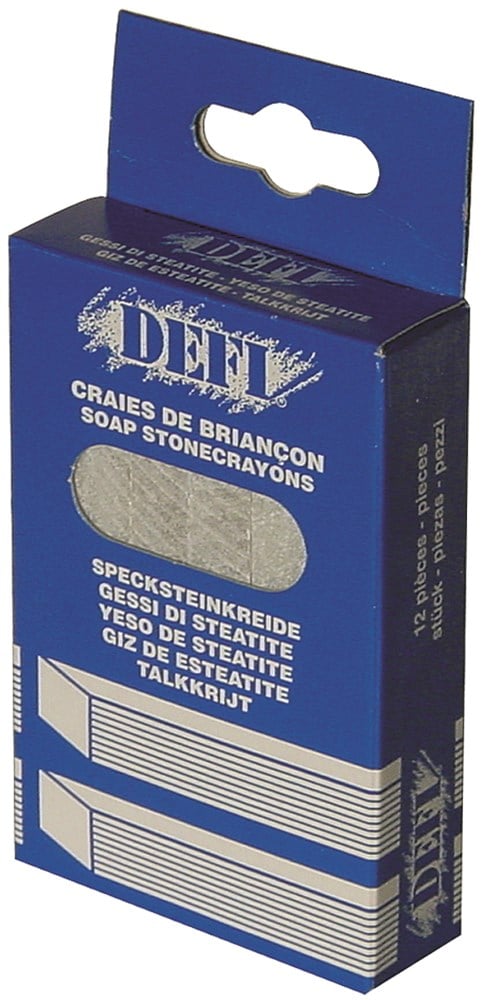 DEFI
GESSI DI STEATITE - YESO DE STEATITE
GIZ DE ESTEATITE - TALKKRIJT
DEFI
CRAIES DE BRIANÇON
SOAP STONECRAYONS
SPECKSTEINKREIDE
GESSI DI STEATITE
YESO DE STEATITE
GIZ DE ESTEATITE
TALKKRIJT
12 pièces - pieces
stück - piezas - pezzi
DEFI